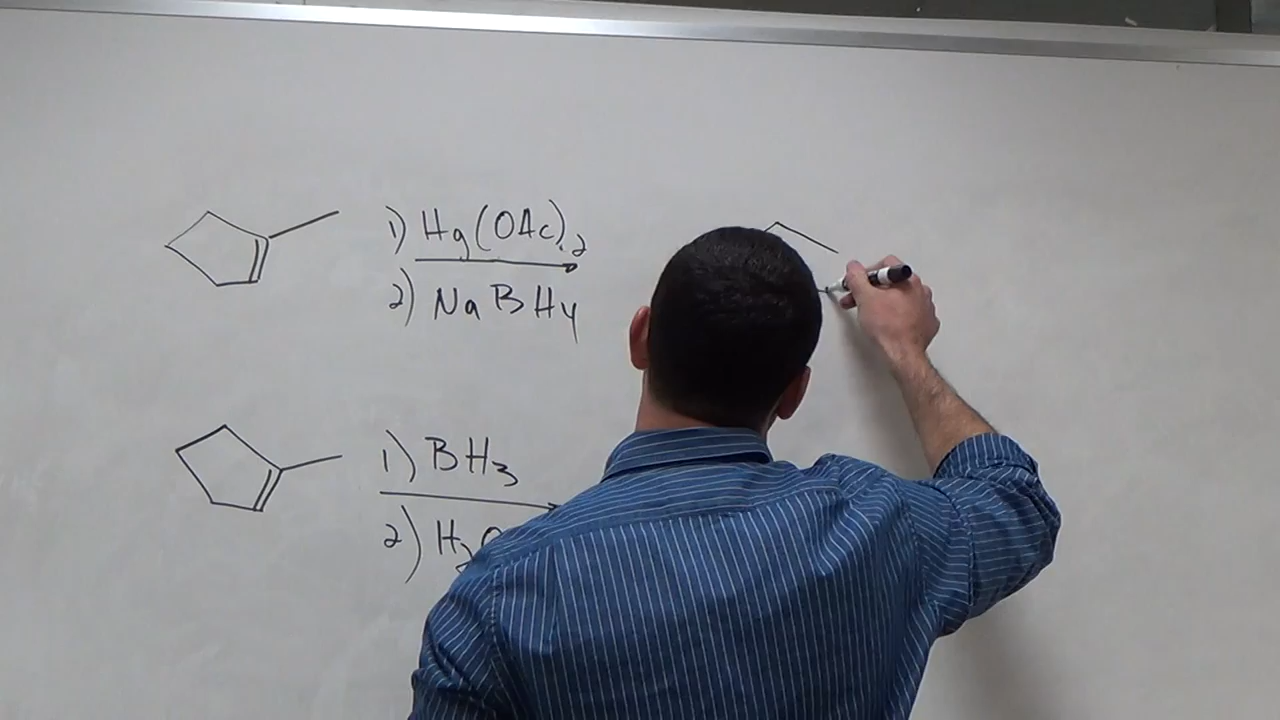 1) Hg(OAc)₂
2) NaBH4
1) BH₃
2) H₂O